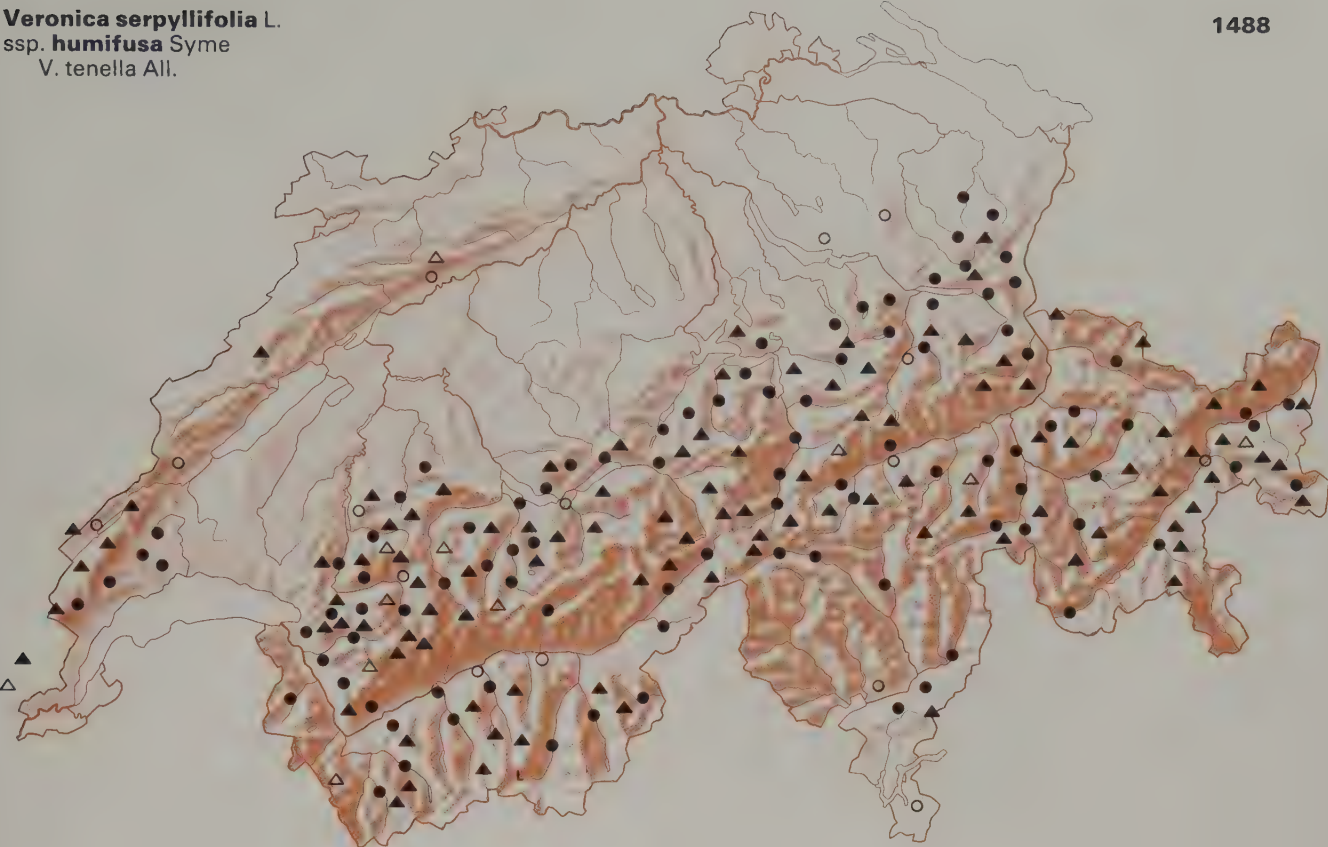 Veronica serpyllifolia L.
ssp. humifusa Syme
V. tenella All.
1488
L